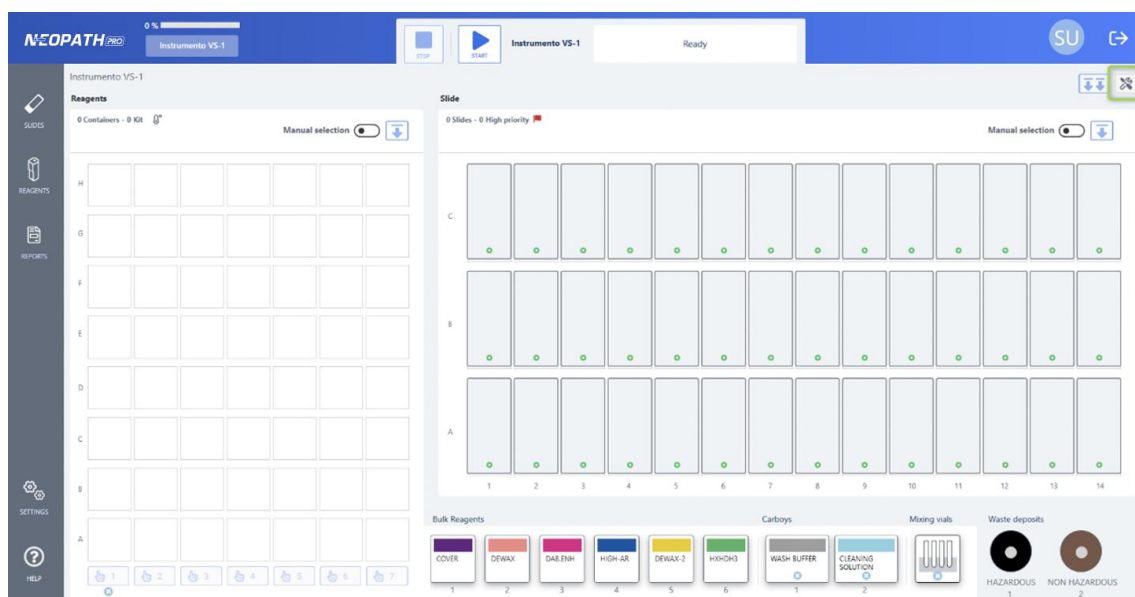 NEOPATH PRO
0 %
Instrumento VS-1
STOP
START
Instrumento VS-1
Ready
SU
Instrumento VS-1
SLIDES
REAGENTS
REPORTS
SETTINGS
HELP
Reagents
0 Containers - 0 Kit
Manual selection
H
G
F
E
D
C
B
A
1 2 3 4 5 6 7
Slide
0 Slides - 0 High priority
Manual selection
C
B
A
1 2 3 4 5 6 7 8 9 10 11 12 13 14
Bulk Reagents
COVER DEWAX DAB.ENH HIGH-AR DEWAX-2 HXHOH3
1 2 3 4 5 6
Carboys
WASH BUFFER
CLEANING
SOLUTION
1 2
Mixing vials
Waste deposits
HAZARDOUS NON HAZARDOUS
1 2